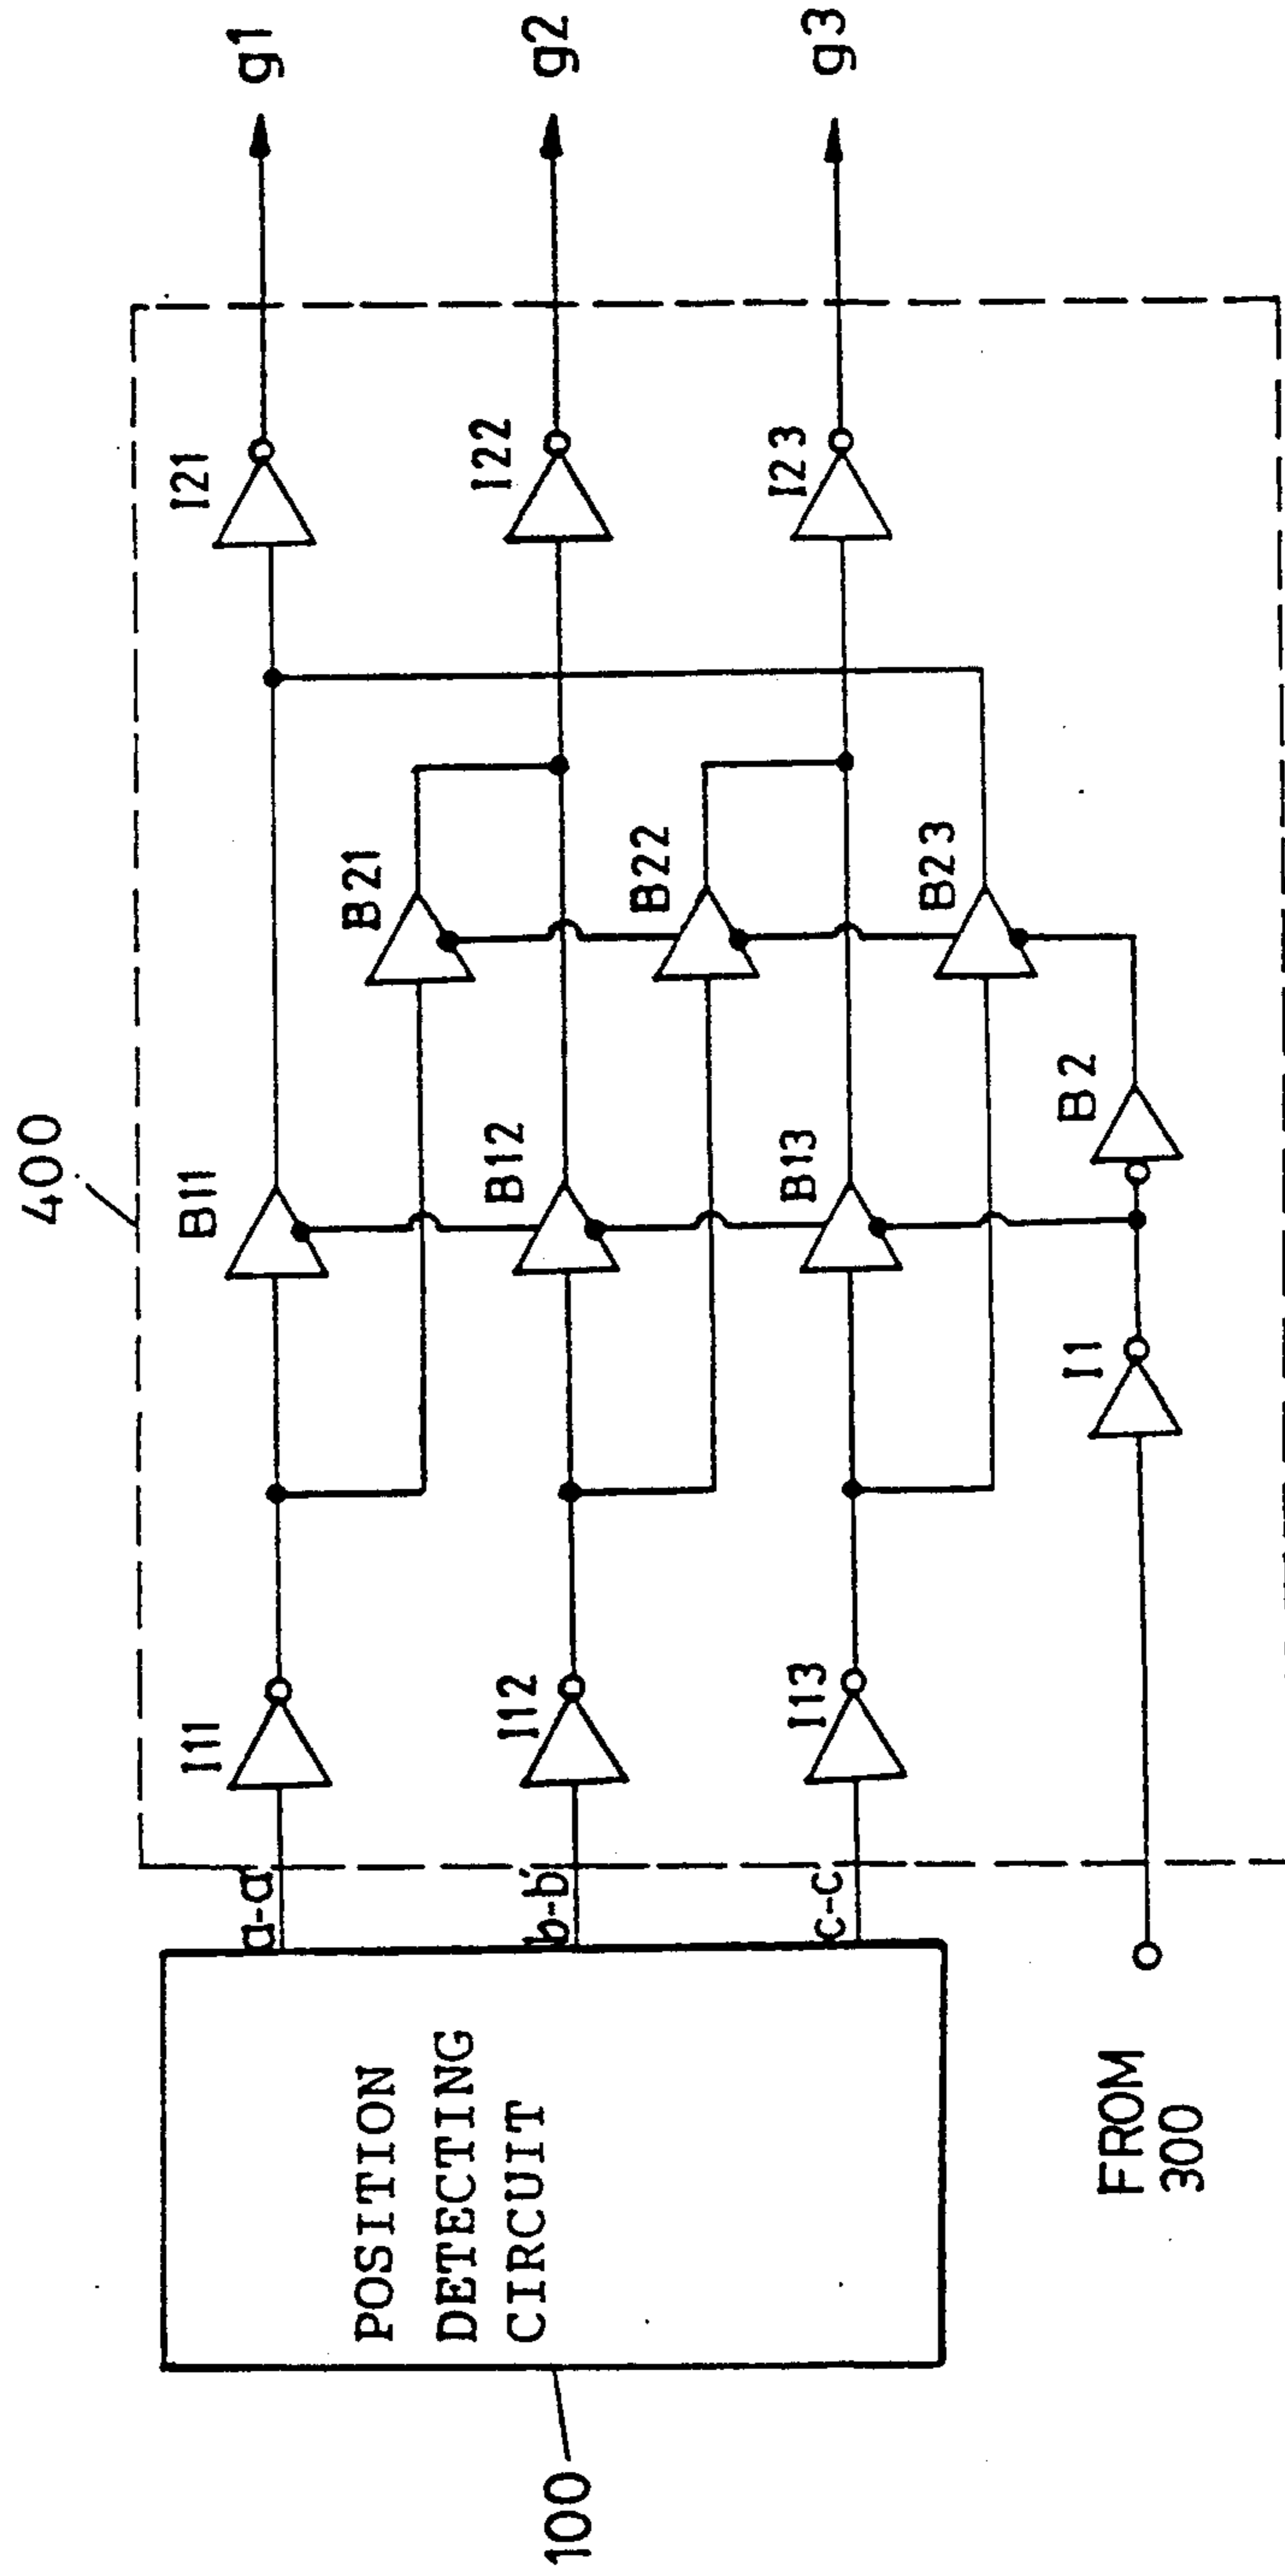 400
I11
B11
I21
g1
a-a'
B21
I12
B12
I22
g2
b-b'
B22
I13
B13
I23
g3
c-c
B23
I1
B2
POSITION
DETECTING
CIRCUIT
100
FROM
300